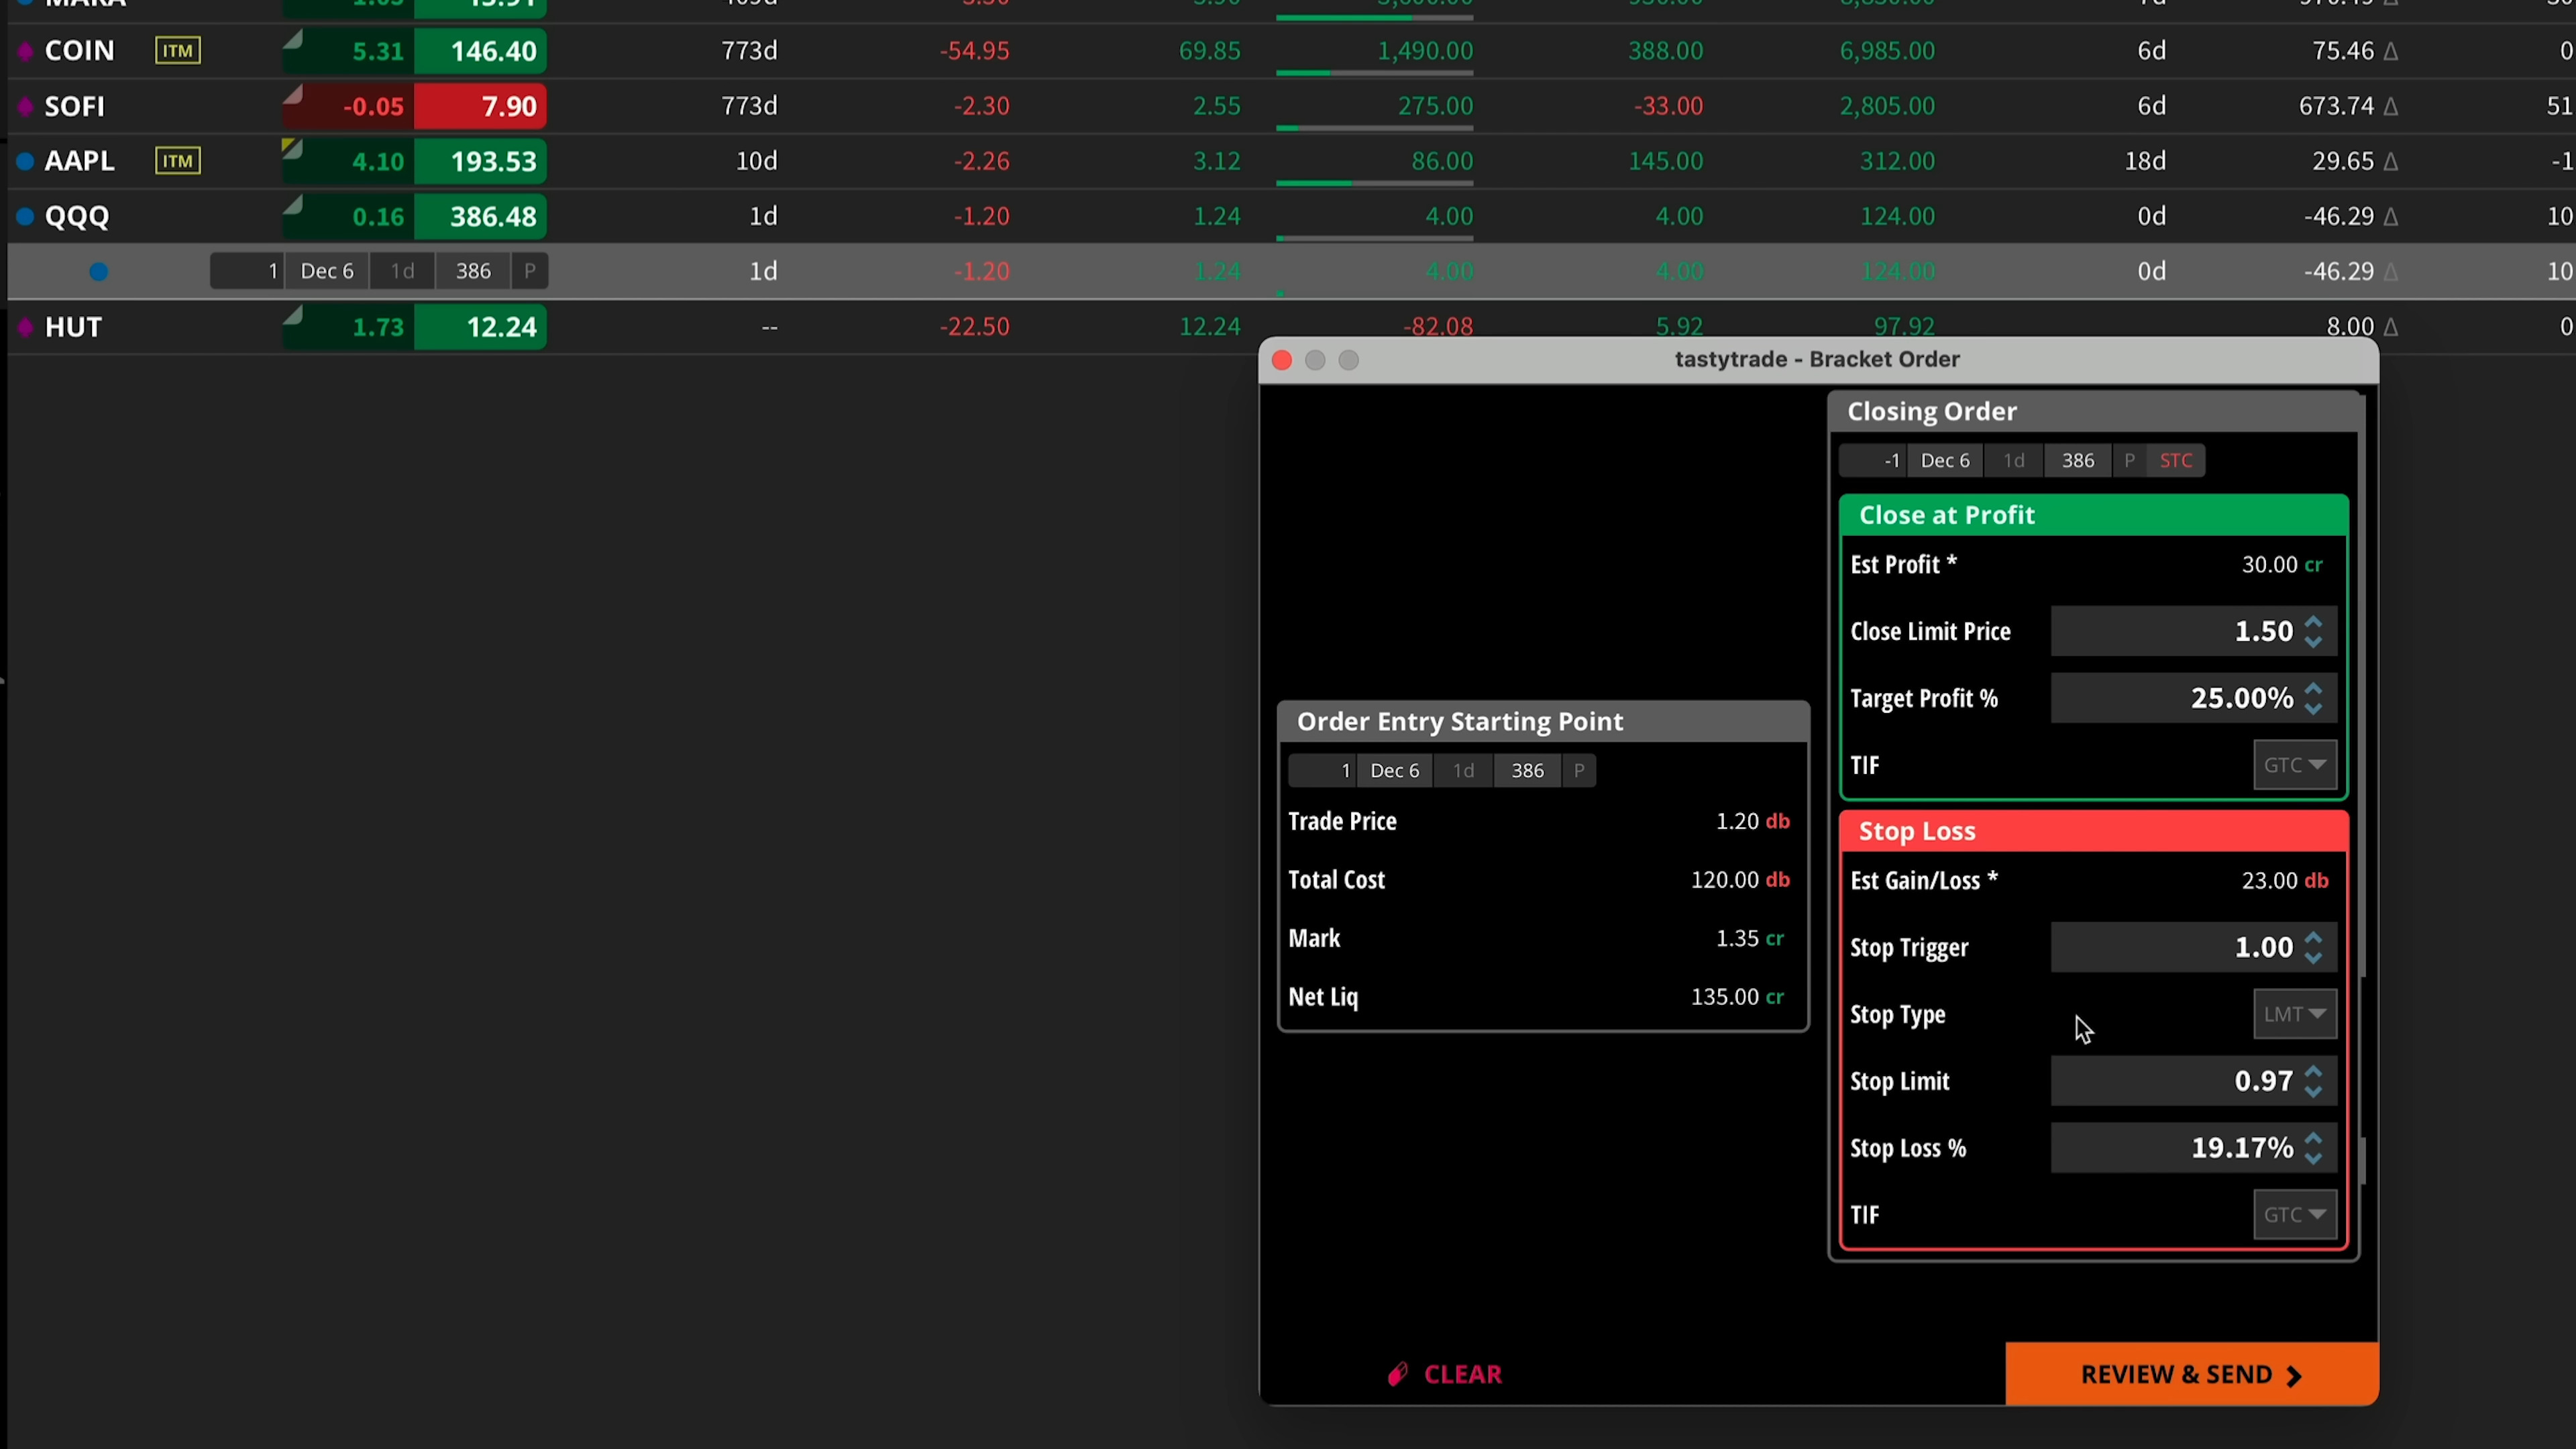 COIN ITM 5.31 146.40 773d -54.95 69.85 1,490.00 388.00 6,985.00 6d 75.46 Δ 0
SOFI -0.05 7.90 773d -2.30 2.55 275.00 -33.00 2,805.00 6d 673.74 Δ 51
AAPL ITM 4.10 193.53 10d -2.26 3.12 86.00 145.00 312.00 18d 29.65 Δ -1
QQQ 0.16 386.48 1d -1.20 1.24 4.00 4.00 124.00 0d -46.29 Δ 10
1 Dec 6 1d 386 P 1d -1.20 1.24 4.00 4.00 124.00 0d -46.29 Δ 10
HUT 1.73 12.24 -- -22.50 12.24 -82.08 5.92 97.92 8.00 Δ 0
tastytrade - Bracket Order
Order Entry Starting Point
1 Dec 6 1d 386 P
Trade Price 1.20 db
Total Cost 120.00 db
Mark 1.35 cr
Net Liq 135.00 cr
Closing Order
-1 Dec 6 1d 386 P STC
Close at Profit
Est Profit * 30.00 cr
Close Limit Price 1.50
Target Profit % 25.00%
TIF GTC
Stop Loss
Est Gain/Loss * 23.00 db
Stop Trigger 1.00
Stop Type LMT
Stop Limit 0.97
Stop Loss % 19.17%
TIF GTC
CLEAR
REVIEW & SEND